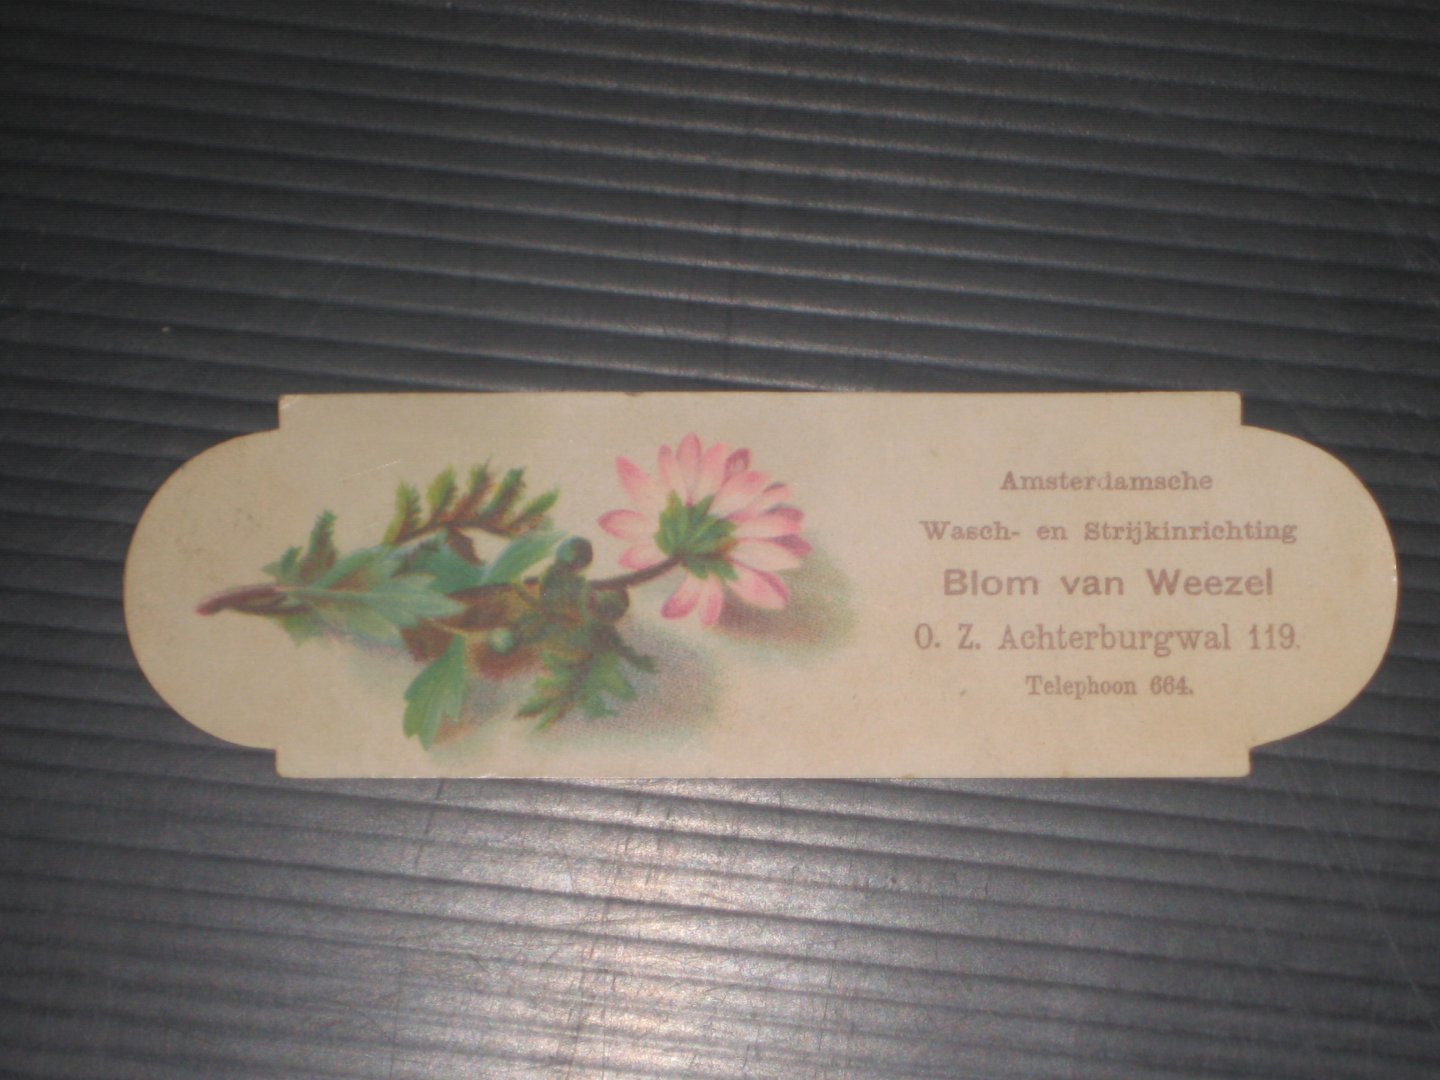 Amsterdamsche
Wasch- en Strijkinrichting
Blom van Weezel
O. Z. Achterburgwal 119.
Telephoon 664.